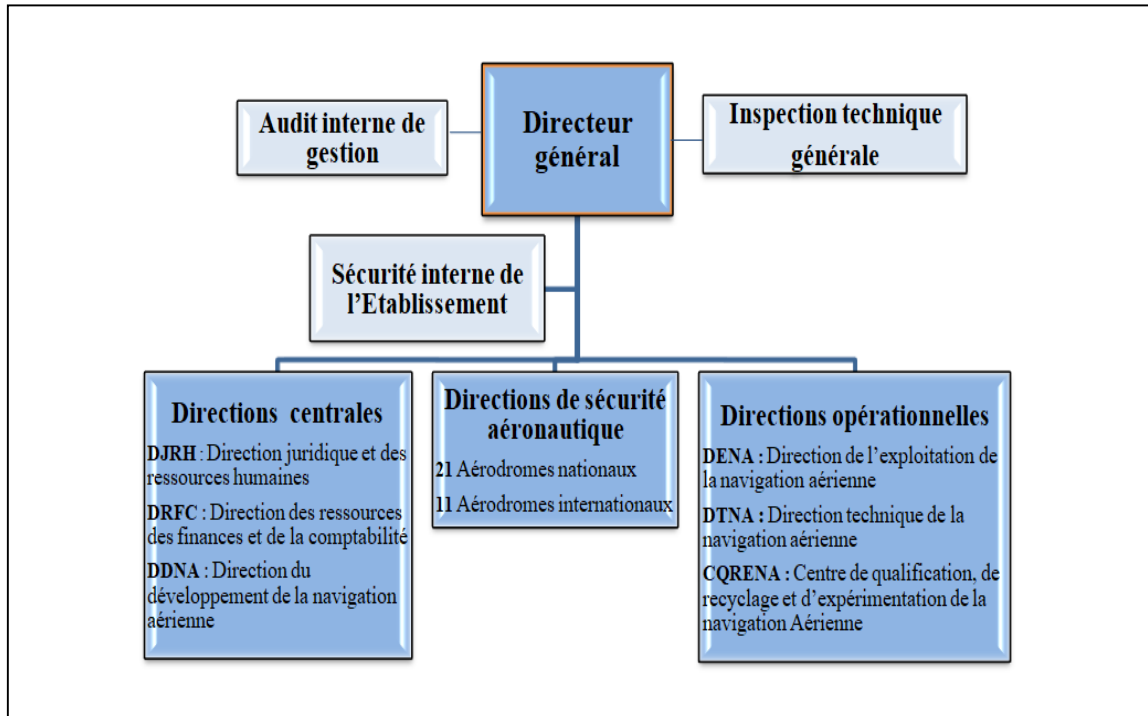 Audit interne de
gestion
Directeur
général
Inspection technique
générale
Sécurité interne de
l’Etablissement
Directions centrales
DJRH : Direction juridique et des
ressources humaines
DRFC : Direction des ressources
des finances et de la comptabilité
DDNA : Direction du
développement de la navigation
aérienne
Directions de sécurité
aéronautique
21 Aérodromes nationaux
11 Aérodromes internationaux
Directions opérationnelles
DENA : Direction de l’exploitation de
la navigation aérienne
DTNA : Direction technique de la
navigation aérienne
CQRENA : Centre de qualification, de
recyclage et d’expérimentation de la
navigation Aérienne